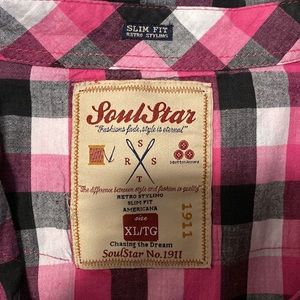 SLIM FIT
RETRO STYLING
SoulStar
"Fashions fade, style is eternal"
S
R S
T
"The difference between style and fashion is quality"
RETRO STYLING
SLIM FIT
AMERICANA
size
XL/TG
1911
Chasing the Dream
SoulStar No.1911